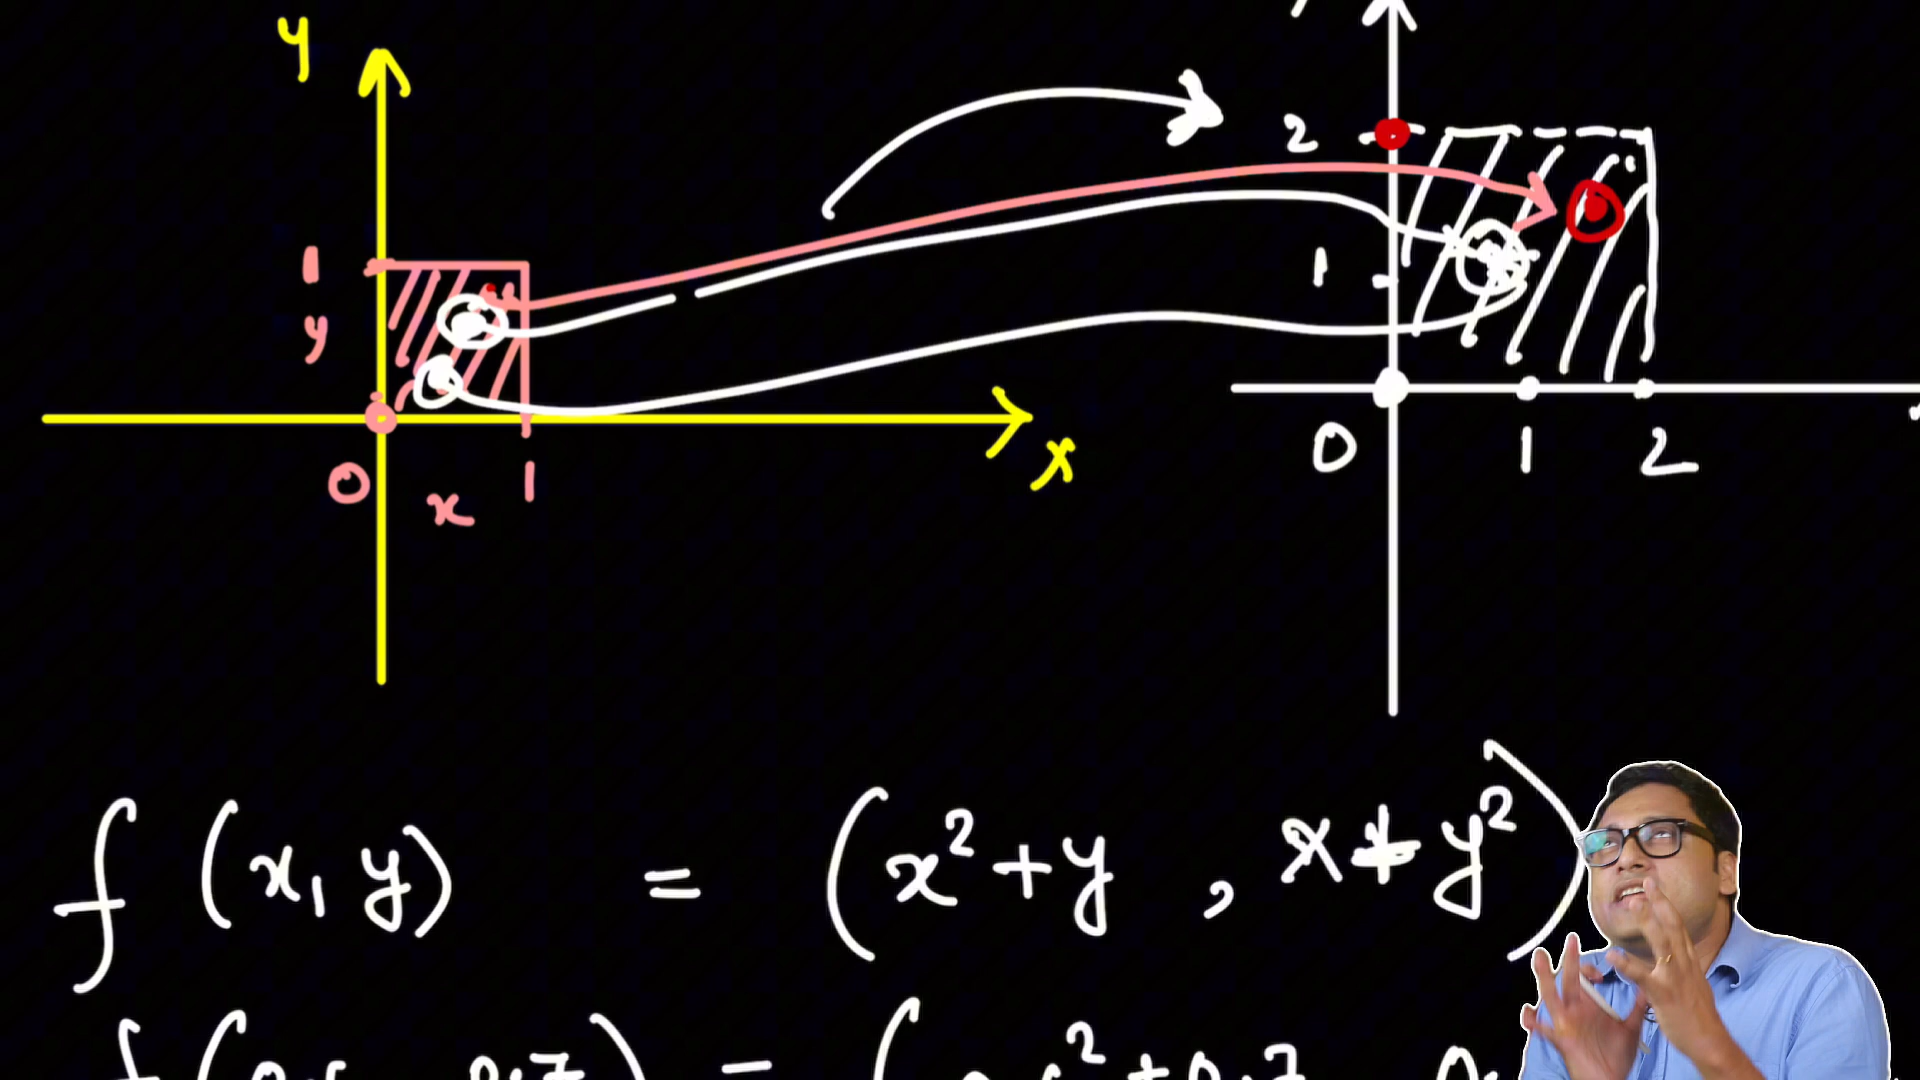 y
2
1
1
y
0 x 1
x
0 1 2
f (x, y) = (x² + y , x * y²)